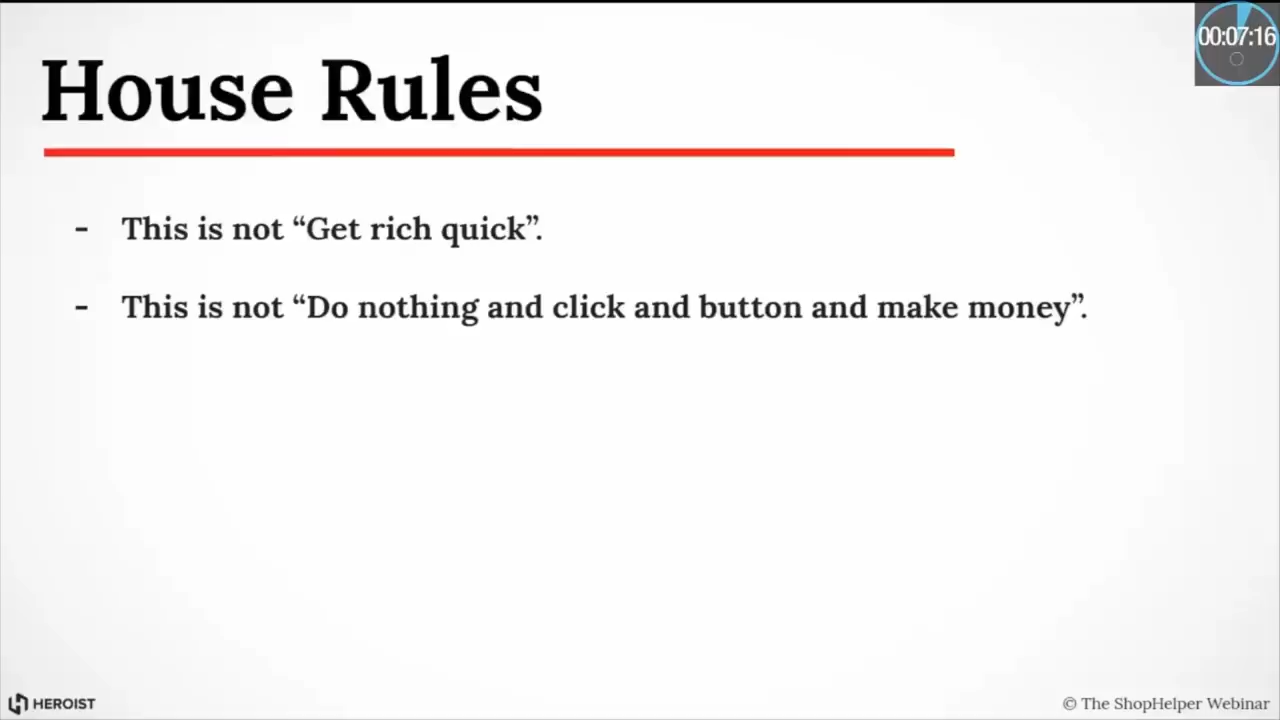 00:07:16
House Rules
- This is not “Get rich quick”.
- This is not “Do nothing and click and button and make money”.
HEROIST
© The ShopHelper Webinar